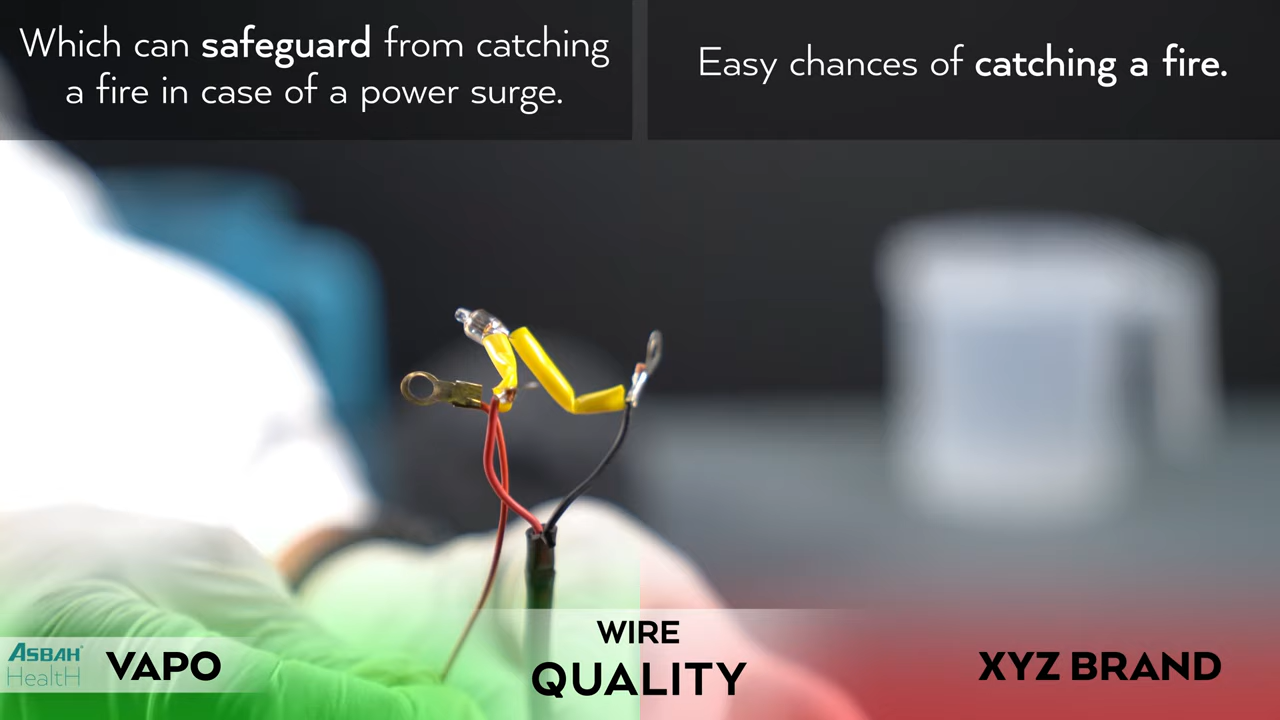 Which can safeguard from catching
a fire in case of a power surge.
Easy chances of catching a fire.
WIRE
QUALITY
ASBAH®
HealtH
VAPO
XYZ BRAND